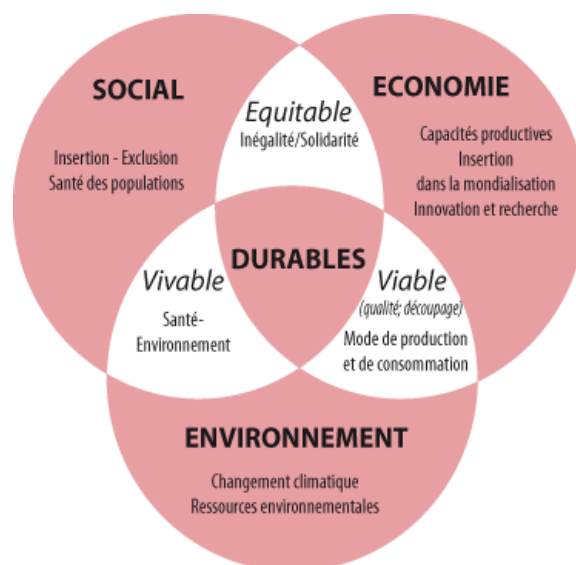 SOCIAL
Insertion - Exclusion
Santé des populations
Equitable
Inégalité/Solidarité
ECONOMIE
Capacités productives
Insertion
dans la mondialisation
Innovation et recherche
DURABLES
Vivable
Santé-
Environnement
Viable
(qualité; découpage)
Mode de production
et de consommation
ENVIRONNEMENT
Changement climatique
Ressources environnementales